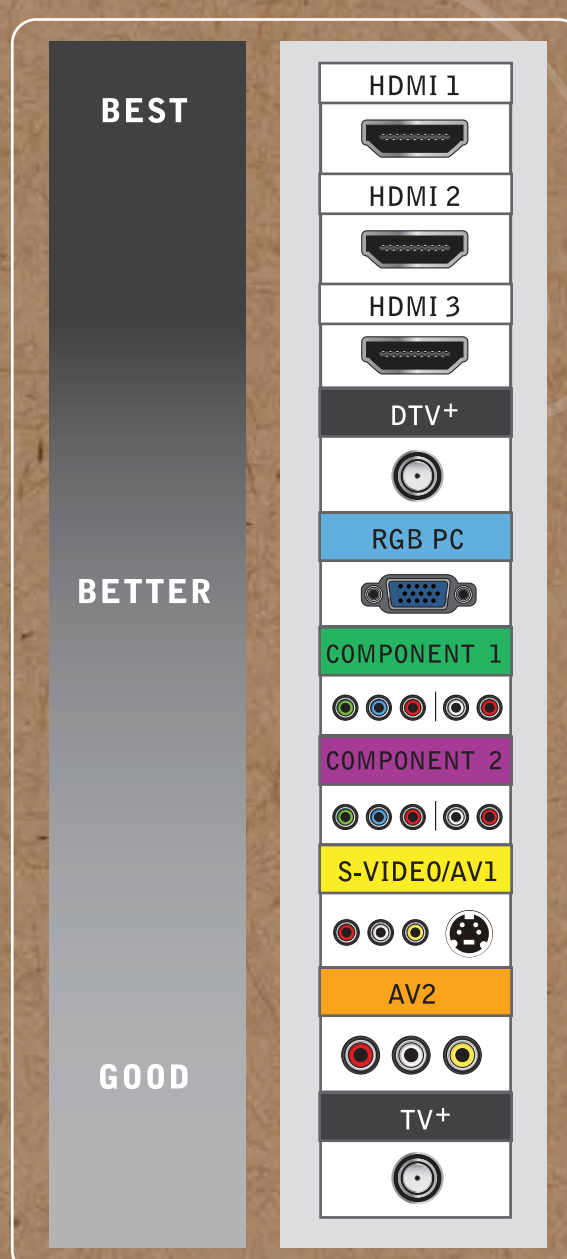 BEST
BETTER
GOOD
HDMI 1
HDMI 2
HDMI 3
DTV+
RGB PC
COMPONENT 1
COMPONENT 2
S-VIDEO/AV1
AV2
TV+